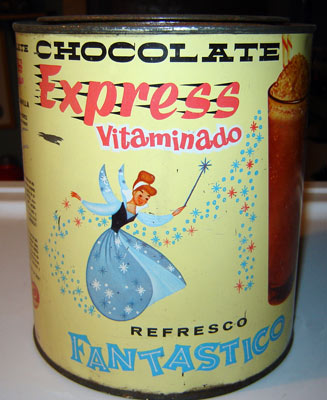 CHOCOLATE
Express
Vitaminado
REFRESCO
FANTASTICO